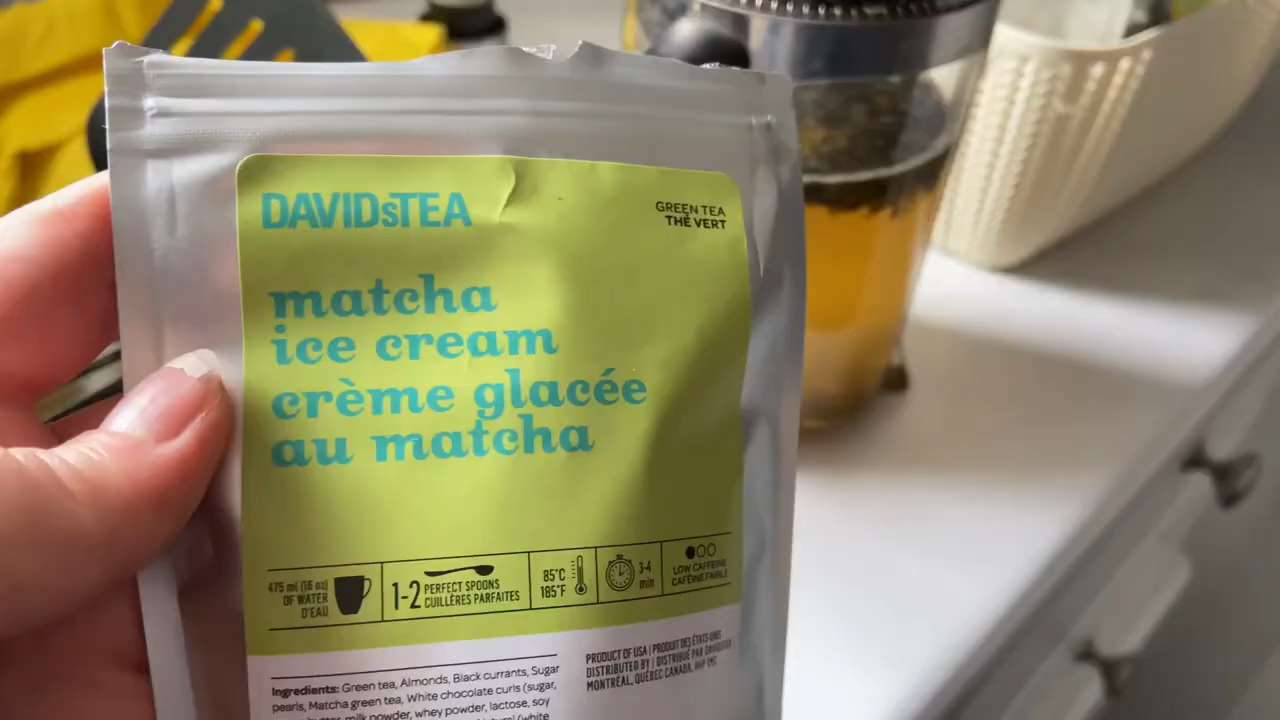 DAVIDsTEA
GREEN TEA
THÉ VERT
matcha
ice cream
crème glacée
au matcha
475 ml (16 oz)
OF WATER
D'EAU
1-2 PERFECT SPOONS
CUILLÈRES PARFAITES
85°C
185°F
3-4
min
LOW CAFFEINE
CAFÉINE FAIBLE
Ingredients: Green tea, Almonds, Black currants, Sugar
pearls, Matcha green tea, White chocolate curls (sugar,
milk powder, whey powder, lactose, soy
(white
PRODUCT OF USA | PRODUIT DES ÉTATS-UNIS
DISTRIBUTED BY | DISTRIBUÉ PAR DAVIDsTEA
MONTRÉAL, QUÉBEC CANADA,